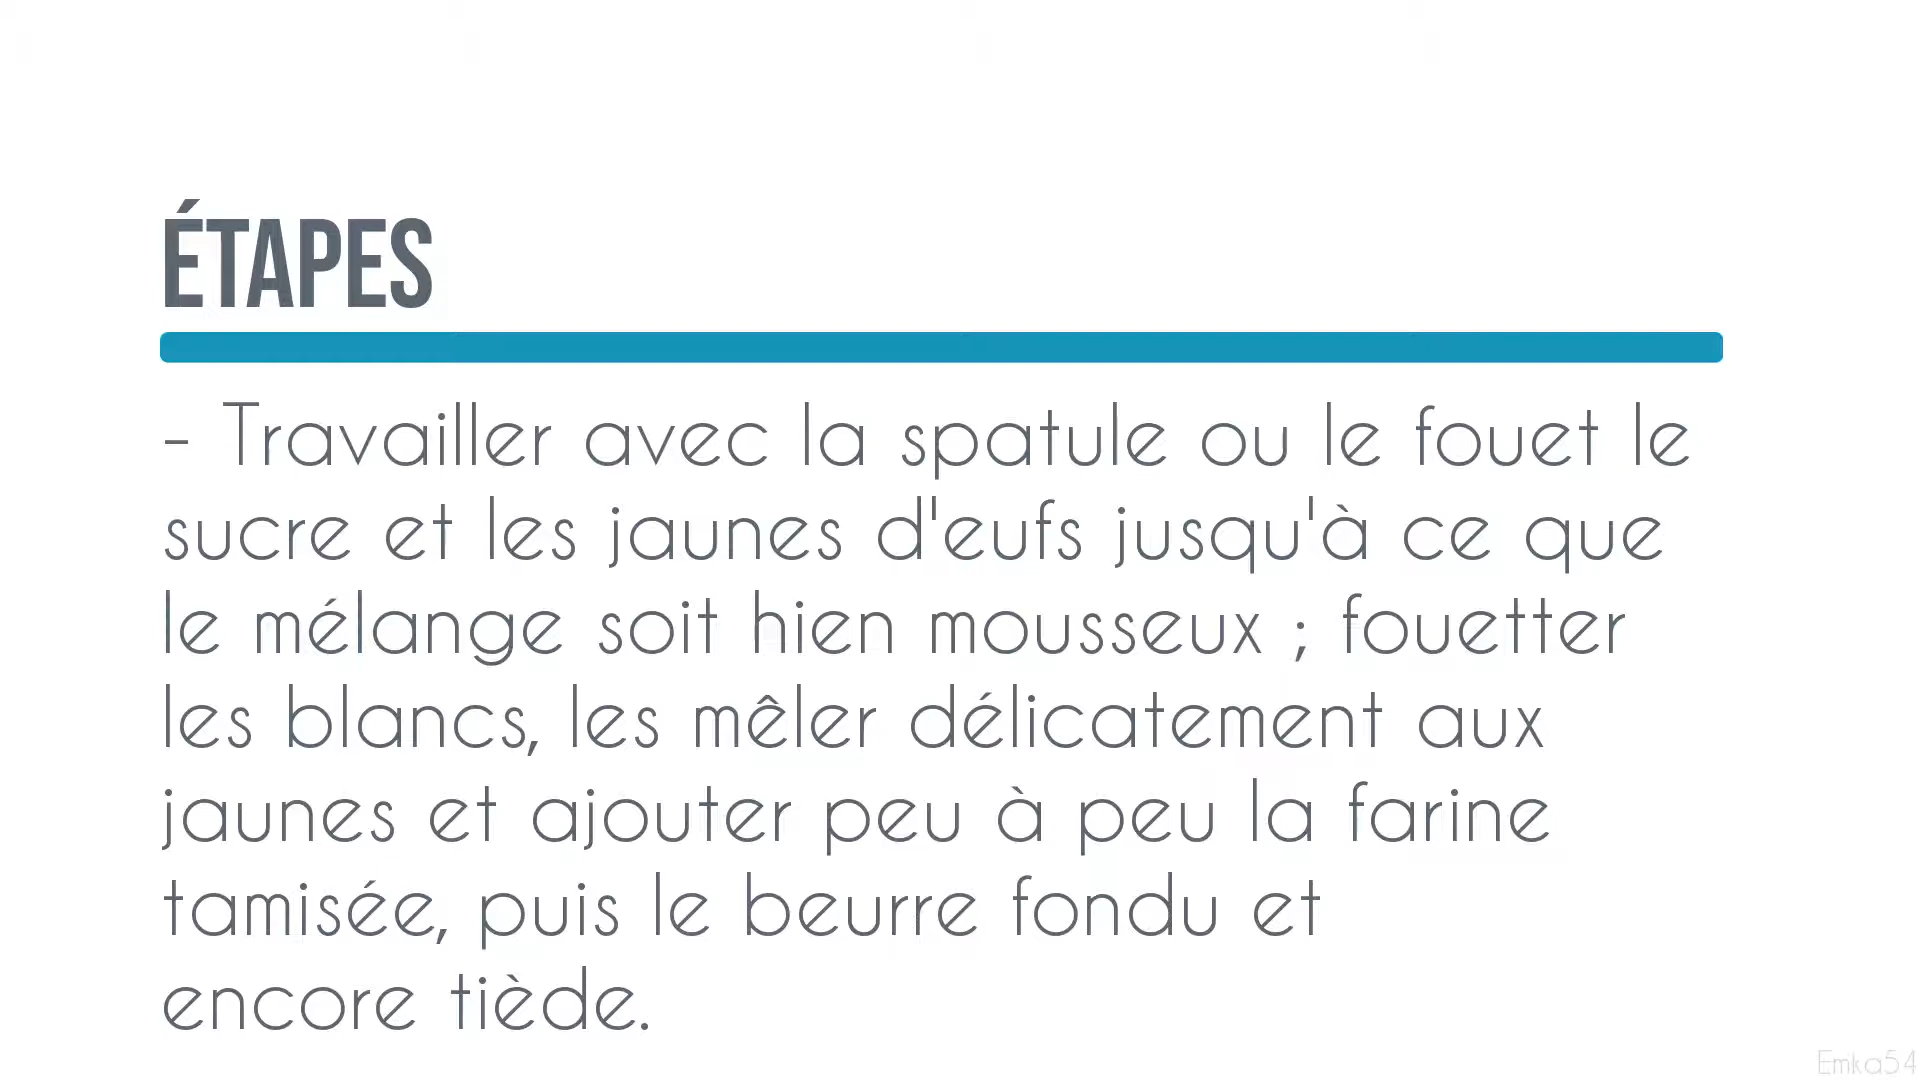 ÉTAPES
- Travailler avec la spatule ou le fouet le
sucre et les jaunes d'eufs jusqu'à ce que
le mélange soit hien mousseux ; fouetter
les blancs, les mêler délicatement aux
jaunes et ajouter peu à peu la farine
tamisée, puis le beurre fondu et
encore tiède.
Emka54